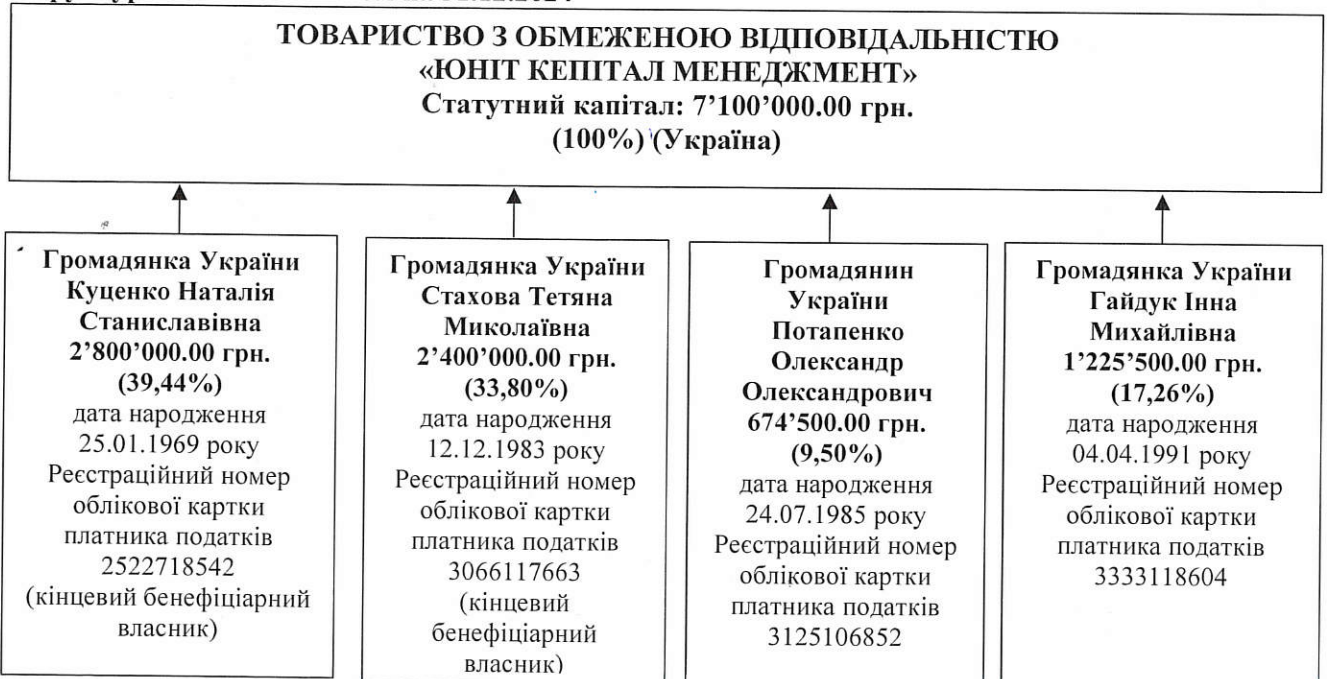 ТОВАРИСТВО З ОБМЕЖЕНОЮ ВІДПОВІДАЛЬНІСТЮ
«ЮНІТ КЕПІТАЛ МЕНЕДЖМЕНТ»
Статутний капітал: 7’100’000.00 грн.
(100%) (Україна)
Громадянка України
Куценко Наталія
Станиславівна
2’800’000.00 грн.
(39,44%)
дата народження
25.01.1969 року
Реєстраційний номер
облікової картки
платника податків
2522718542
(кінцевий бенефіціарний
власник)
Громадянка України
Стахова Тетяна
Миколаївна
2’400’000.00 грн.
(33,80%)
дата народження
12.12.1983 року
Реєстраційний номер
облікової картки
платника податків
3066117663
(кінцевий
бенефіціарний
власник)
Громадянин
України
Потапенко
Олександр
Олександрович
674’500.00 грн.
(9,50%)
дата народження
24.07.1985 року
Реєстраційний номер
облікової картки
платника податків
3125106852
Громадянка України
Гайдук Інна
Михайлівна
1’225’500.00 грн.
(17,26%)
дата народження
04.04.1991 року
Реєстраційний номер
облікової картки
платника податків
3333118604